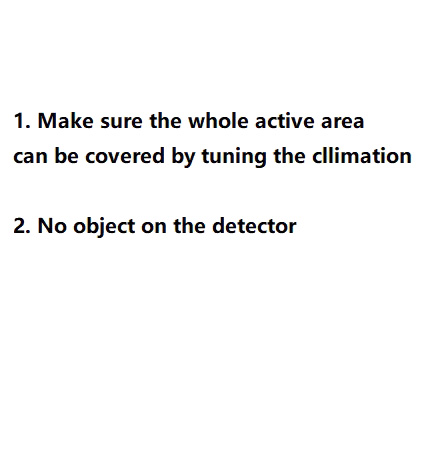 1. Make sure the whole active area
can be covered by tuning the cllimation
2. No object on the detector